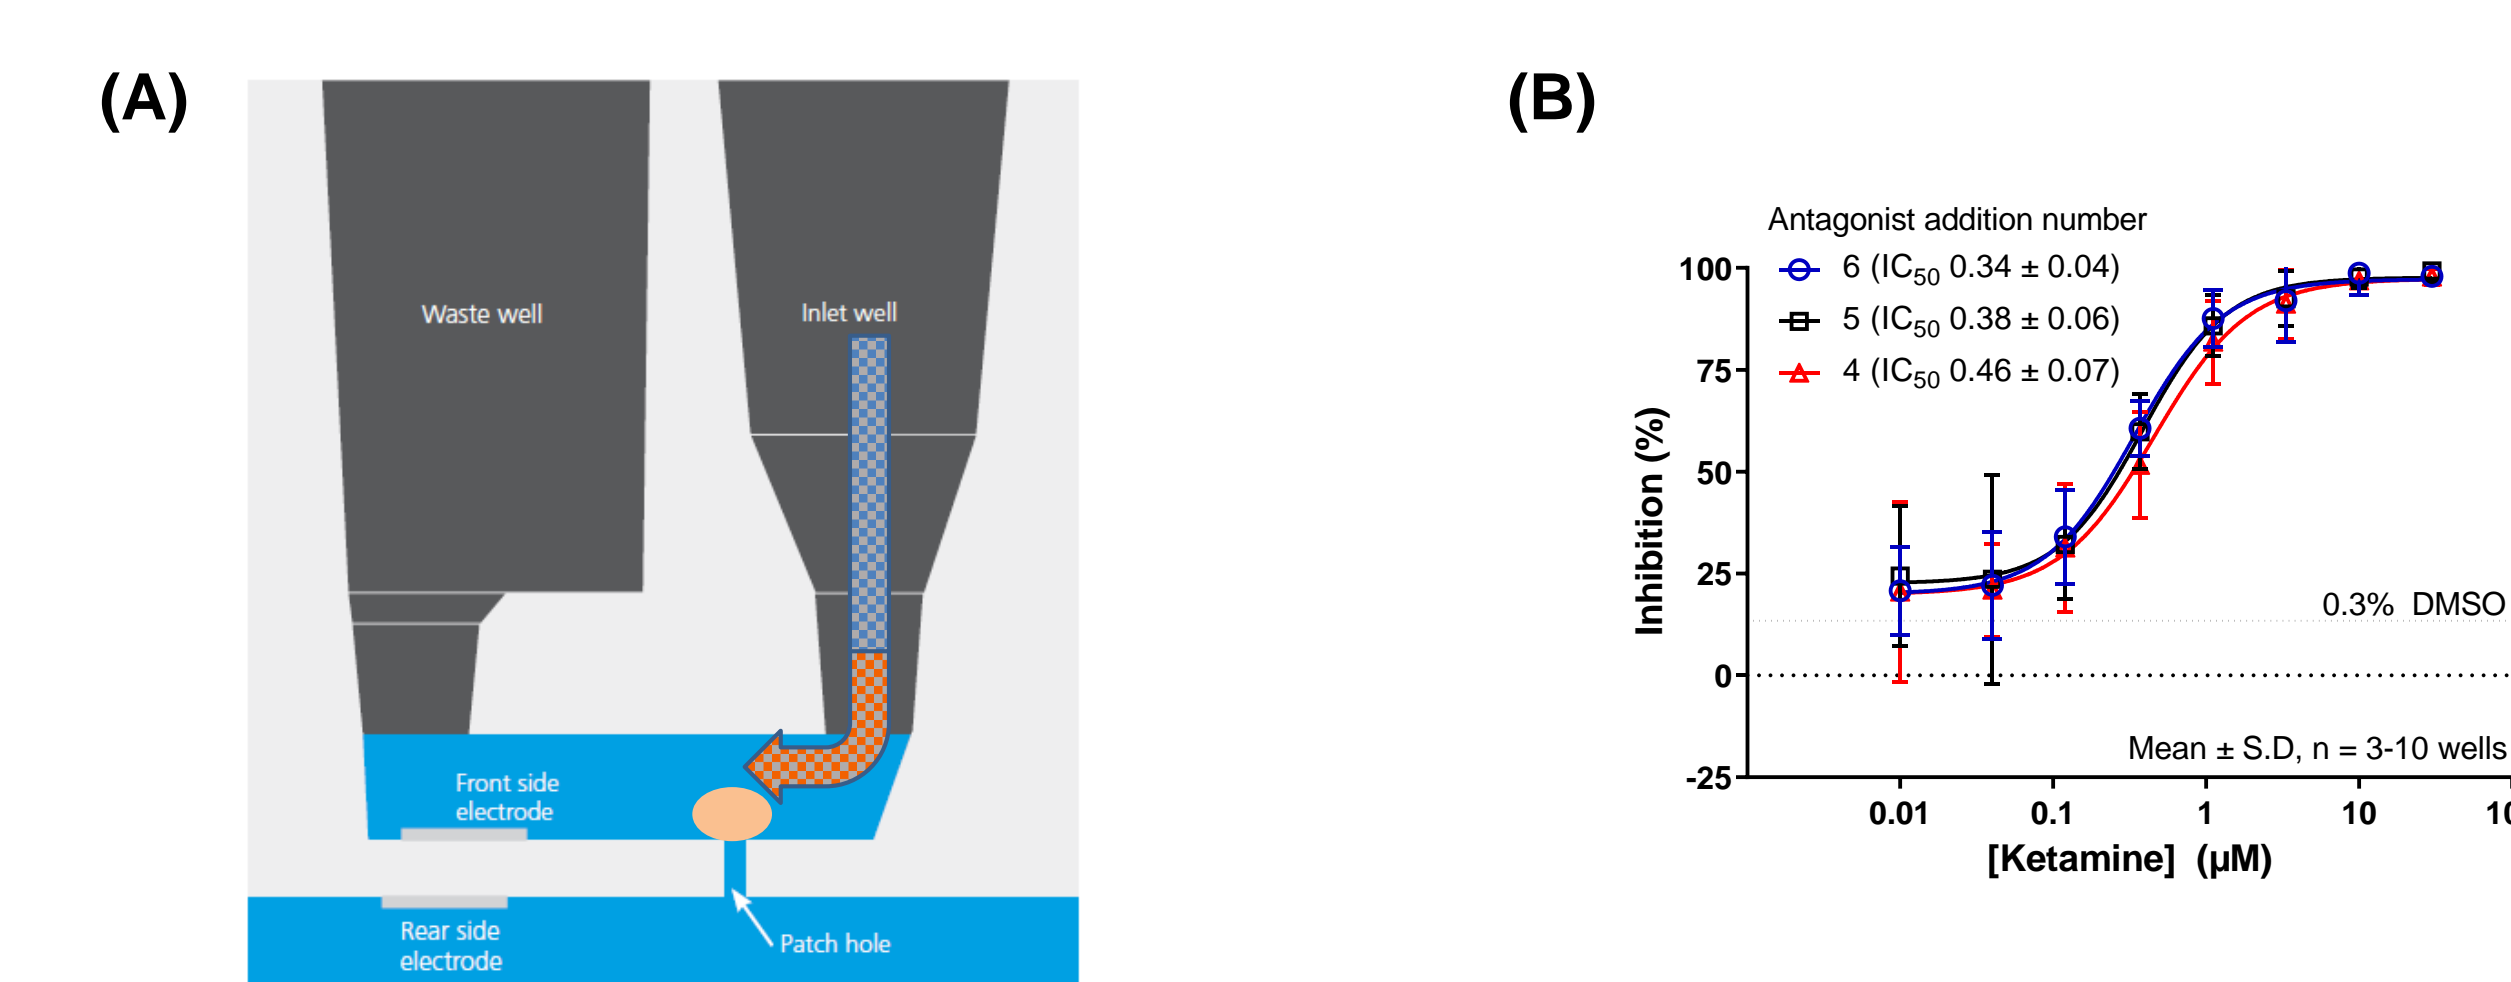 (A)
Waste well
Inlet well
Front side
electrode
Rear side
electrode
Patch hole
(B)
Antagonist addition number
6 (IC50 0.34 ± 0.04)
5 (IC50 0.38 ± 0.06)
4 (IC50 0.46 ± 0.07)
100
75
50
25
0
-25
Inhibition (%)
0.3% DMSO
Mean ± S.D, n = 3-10 wells
0.01
0.1
1
10
[Ketamine] (µM)